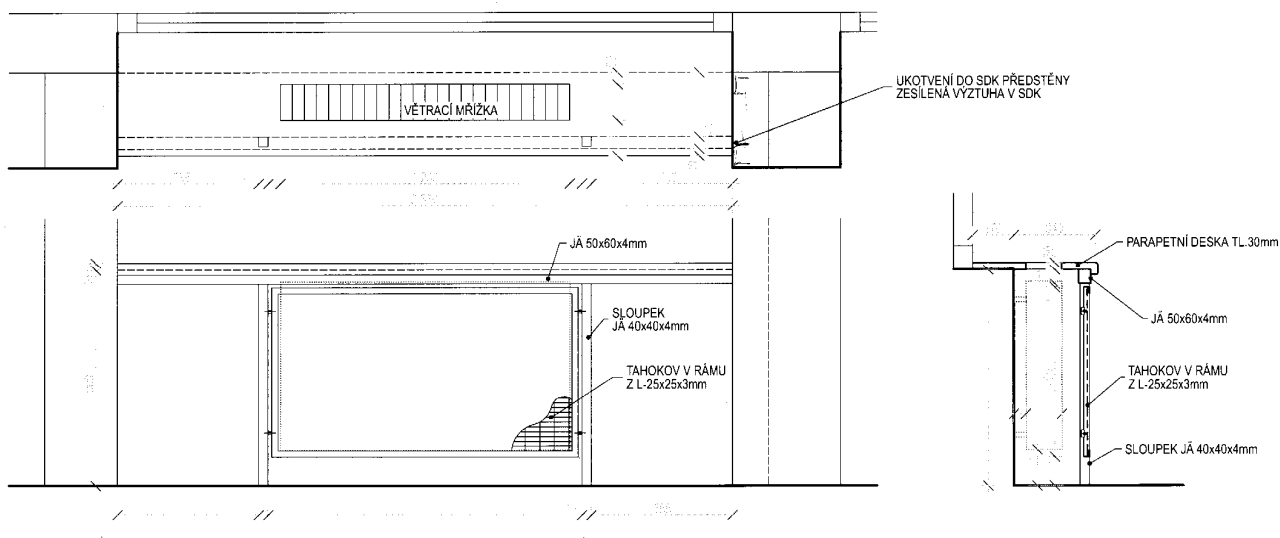 UKOTVENÍ DO SDK PŘEDSTĚNY
ZESÍLENÁ VÝZTUHA V SDK
VĚTRACÍ MŘÍŽKA
JÄ 50x60x4mm
SLOUPEK
JÄ 40x40x4mm
TAHOKOV V RÁMU
Z L-25x25x3mm
PARAPETNÍ DESKA TL.30mm
JÄ 50x60x4mm
TAHOKOV V RÁMU
Z L-25x25x3mm
SLOUPEK JÄ 40x40x4mm